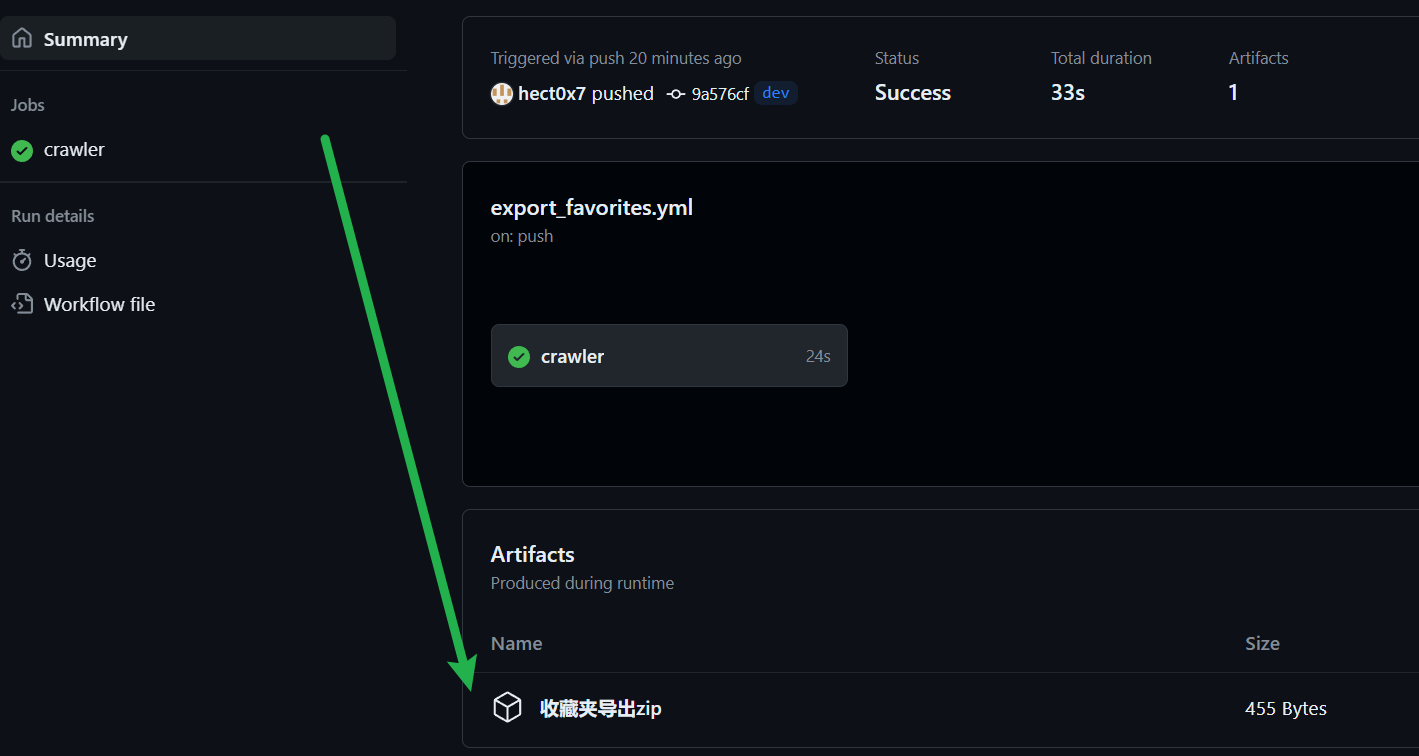 Summary
Jobs
crawler
Run details
Usage
Workflow file
Triggered via push 20 minutes ago
hect0x7 pushed 9a576cf dev
Status
Success
Total duration
33s
Artifacts
1
export_favorites.yml
on: push
crawler 24s
Artifacts
Produced during runtime
Name Size
收藏夹导出zip 455 Bytes